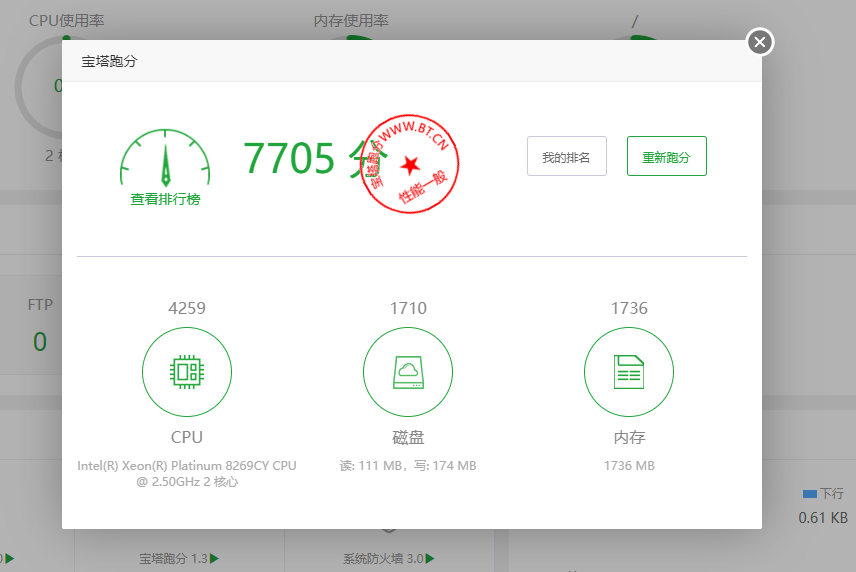 CPU使用率
内存使用率
/
宝塔跑分
7705 分
宝塔跑分WWW.BT.CN
性能一般
我的排名
重新跑分
查看排行榜
FTP
0
4259
1710
1736
CPU
磁盘
内存
Intel(R) Xeon(R) Platinum 8269CY CPU
@ 2.50GHz 2 核心
读: 111 MB，写: 174 MB
1736 MB
下行
0.61 KB
宝塔跑分 1.3
系统防火墙 3.0